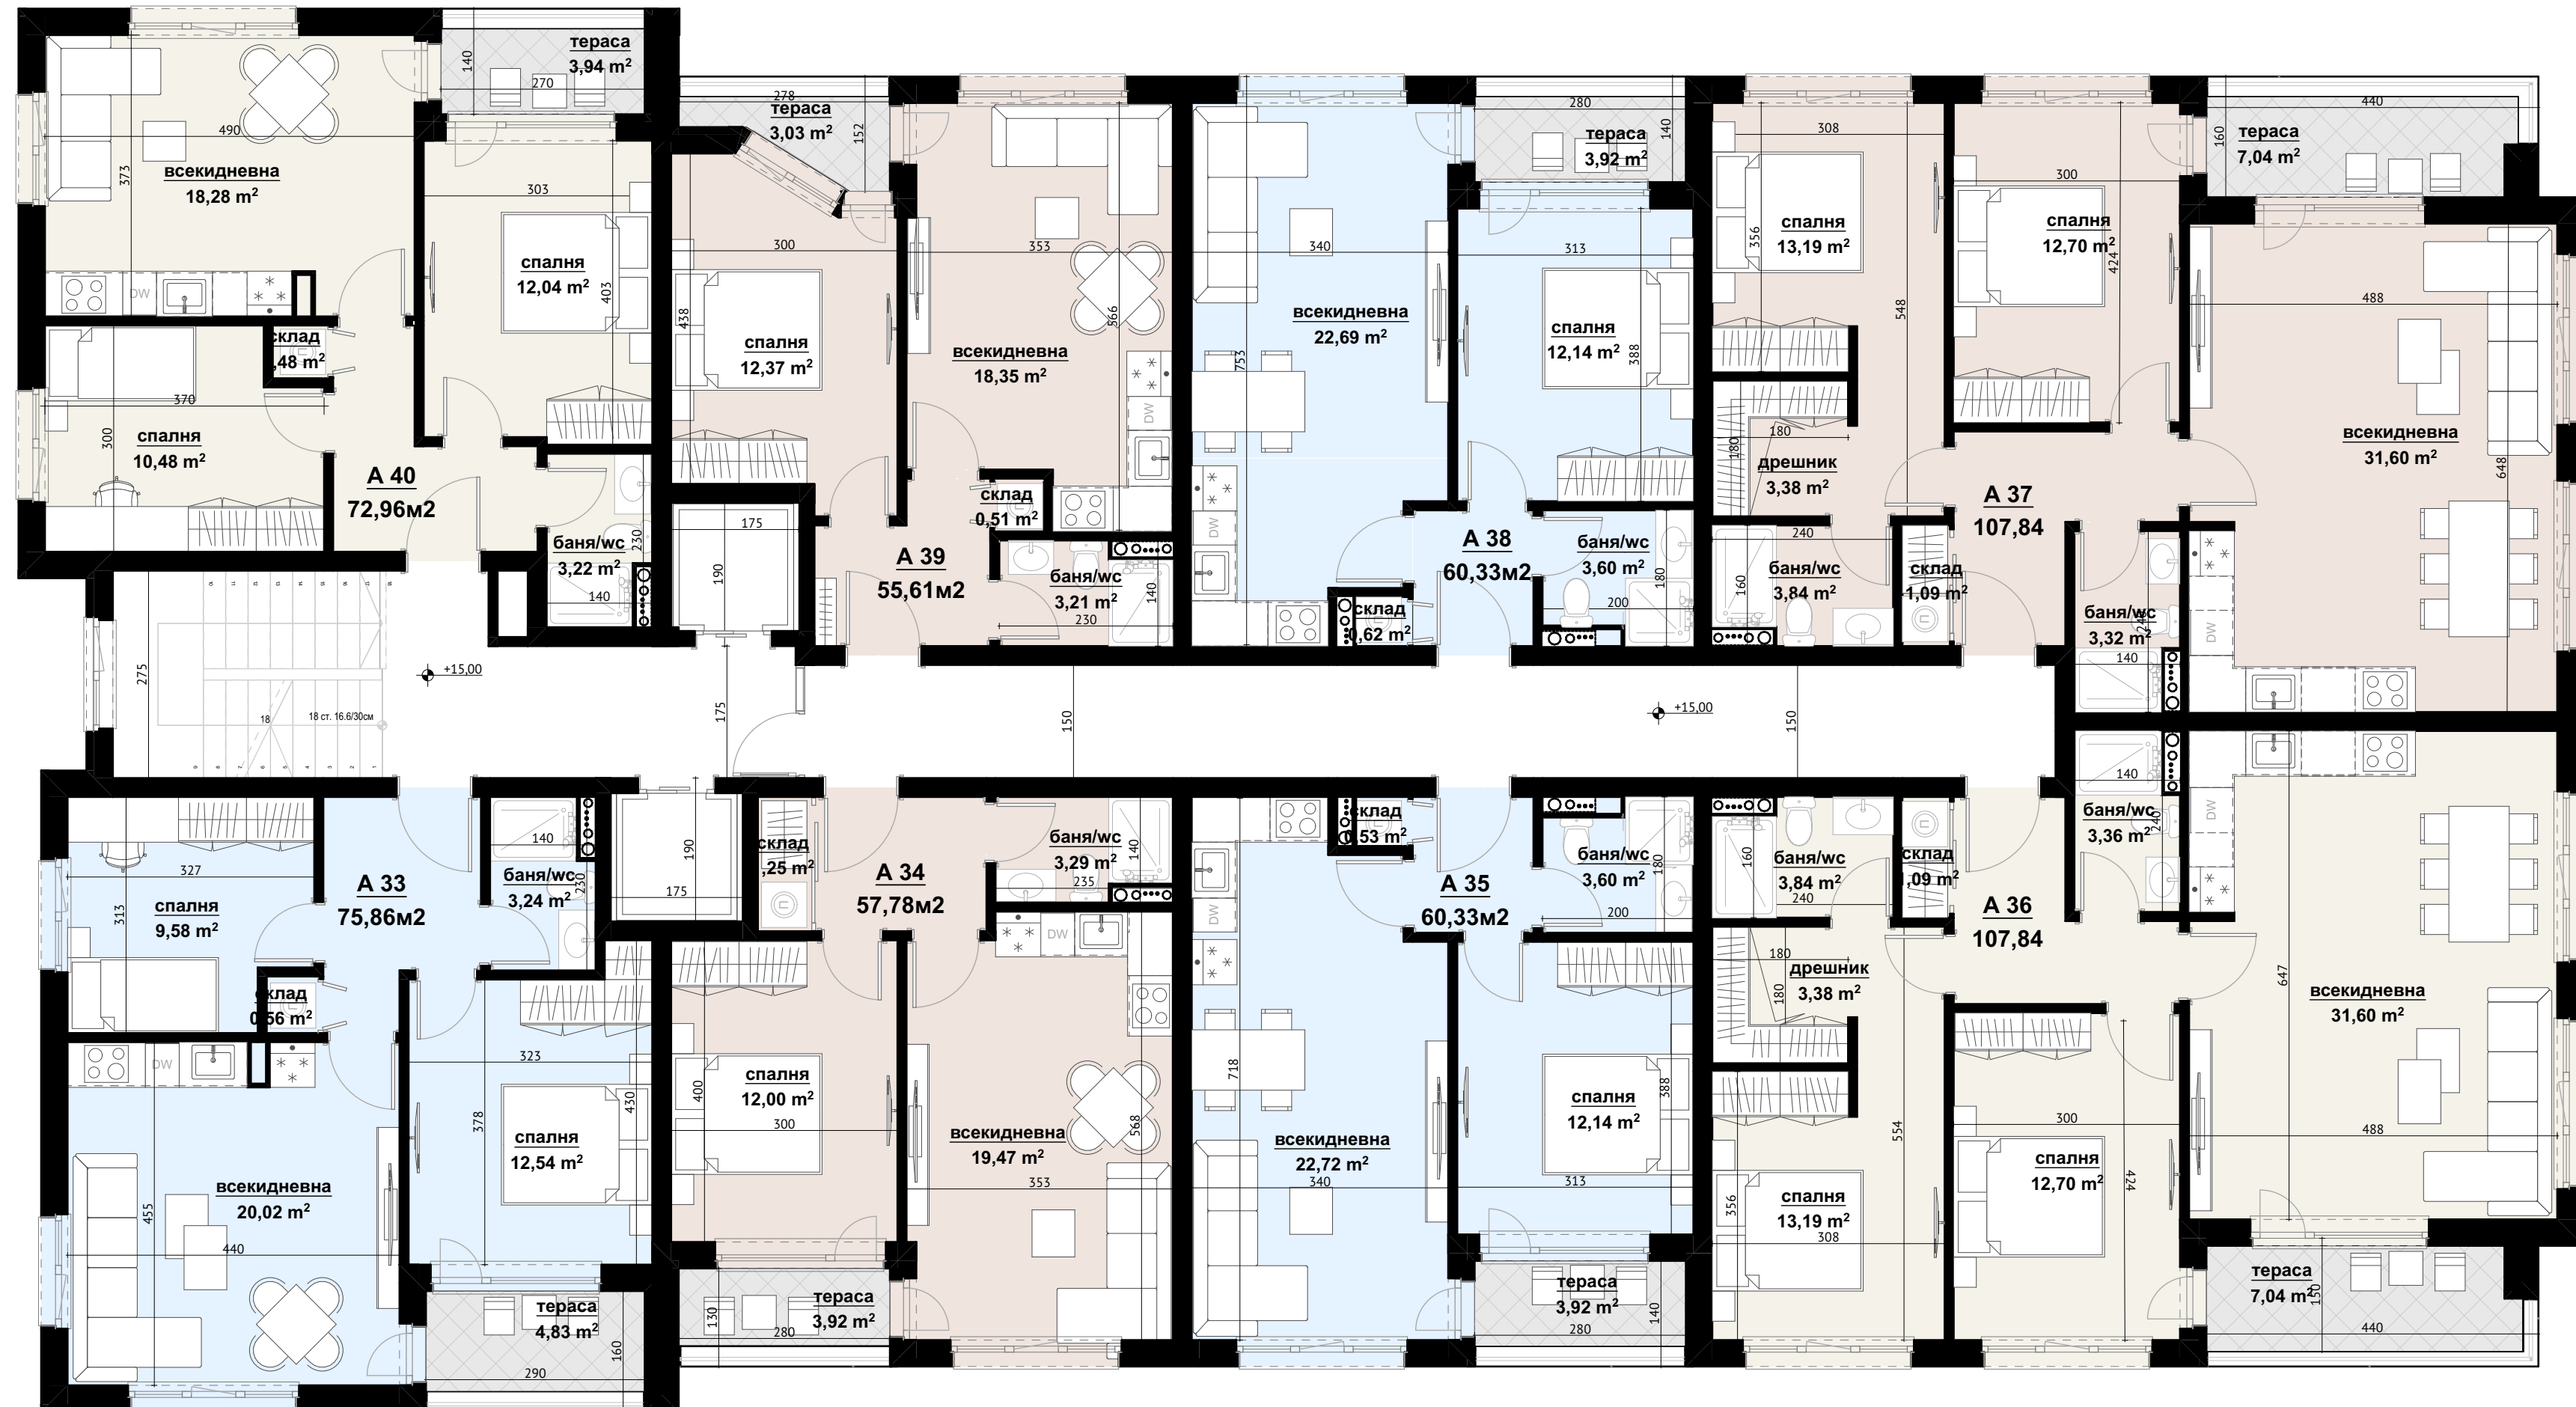 тераса
3,94 m²
140
270
490
373
всекидневна
18,28 m²
303
спалня
12,04 m²
403
DW
склад
,48 m²
370
300
спалня
10,48 m²
А 40
72,96м2
баня/wc
3,22 m²
230
140
278
тераса
3,03 m²
152
300
353
438
спалня
12,37 m²
566
всекидневна
18,35 m²
DW
склад
0,51 m²
175
190
А 39
55,61м2
баня/wc
3,21 m²
140
230
280
тераса
3,92 m²
140
340
313
всекидневна
22,69 m²
753
спалня
12,14 m²
388
DW
А 38
60,33м2
склад
0,62 m²
баня/wc
3,60 m²
180
200
308
спалня
13,19 m²
356
548
180
180
дрешник
3,38 m²
240
160
баня/wc
3,84 m²
склад
1,09 m²
300
спалня
12,70 m²
424
А 37
107,84
440
160
тераса
7,04 m²
488
всекидневна
31,60 m²
648
баня/wc
3,32 m²
140
DW
275
+15,00
18
18 ст. 16.6/30см
175
150
+15,00
150
327
313
спалня
9,58 m²
А 33
75,86м2
140
баня/wc
3,24 m²
230
склад
0,56 m²
DW
323
378
430
спалня
12,54 m²
всекидневна
20,02 m²
455
440
тераса
4,83 m²
160
290
190
175
склад
,25 m²
А 34
57,78м2
баня/wc
3,29 m²
140
235
DW
спалня
12,00 m²
400
300
всекидневна
19,47 m²
568
353
тераса
3,92 m²
130
280
склад
0,53 m²
DW
А 35
60,33м2
баня/wc
3,60 m²
180
200
718
всекидневна
22,72 m²
340
спалня
12,14 m²
388
313
тераса
3,92 m²
140
280
160
баня/wc
3,84 m²
240
склад
1,09 m²
180
180
дрешник
3,38 m²
554
356
спалня
13,19 m²
308
А 36
107,84
140
баня/wc
3,36 m²
240
DW
647
всекидневна
31,60 m²
488
300
спалня
12,70 m²
424
тераса
7,04 m²
150
440